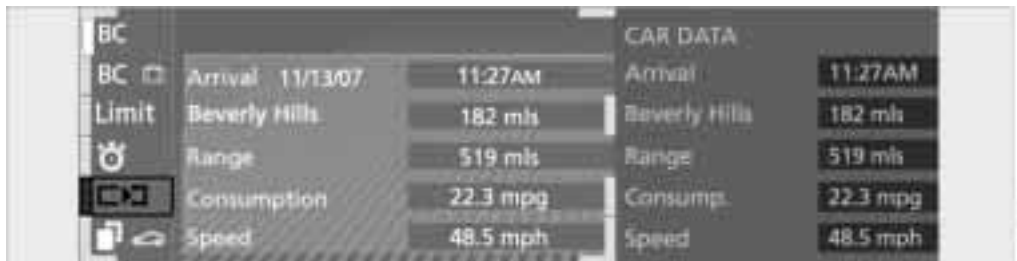 BC
BC
Limit
Arrival 11/13/07 11:27AM
Beverly Hills 182 mls
Range 519 mls
Consumption 22.3 mpg
Speed 48.5 mph
CAR DATA
Arrival 11:27AM
Beverly Hills 182 mls
Range 519 mls
Consump. 22.3 mpg
Speed 48.5 mph